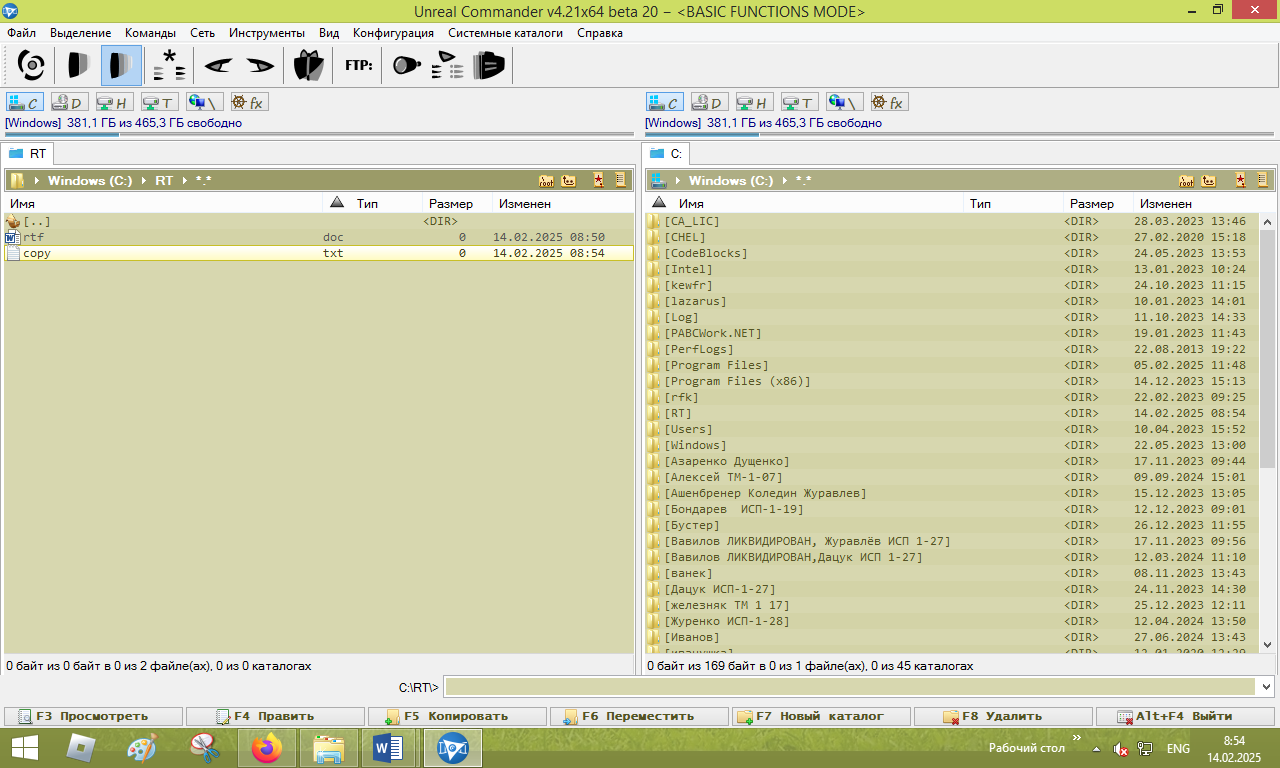 Unreal Commander v4.21x64 beta 20 – <BASIC FUNCTIONS MODE>
Файл Выделение Команды Сеть Инструменты Вид Конфигурация Системные каталоги Справка
FTP:
C D H T \ fx
C D H T \ fx
[Windows] 381,1 ГБ из 465,3 ГБ свободно
[Windows] 381,1 ГБ из 465,3 ГБ свободно
RT
C:
Windows (C:) RT *.*
Windows (C:) *.*
Имя Тип Размер Изменен
[..] <DIR>
rtf doc 0 14.02.2025 08:50
copy txt 0 14.02.2025 08:54
Имя Тип Размер Изменен
[CA_LIC] <DIR> 28.03.2023 13:46
[CHEL] <DIR> 27.02.2020 15:18
[CodeBlocks] <DIR> 24.05.2023 13:53
[Intel] <DIR> 13.01.2023 10:24
[kewfr] <DIR> 24.10.2023 11:15
[lazarus] <DIR> 10.01.2023 14:01
[Log] <DIR> 11.10.2023 14:33
[PABCWork.NET] <DIR> 19.01.2023 11:43
[PerfLogs] <DIR> 22.08.2013 19:22
[Program Files] <DIR> 05.02.2025 11:48
[Program Files (x86)] <DIR> 14.12.2023 15:13
[rfk] <DIR> 22.02.2023 09:25
[RT] <DIR> 14.02.2025 08:54
[Users] <DIR> 10.04.2023 15:52
[Windows] <DIR> 22.05.2023 13:00
[Азаренко Дущенко] <DIR> 17.11.2023 09:44
[Алексей ТМ-1-07] <DIR> 09.09.2024 15:01
[Ашенбренер Коледин Журавлев] <DIR> 15.12.2023 13:05
[Бондарев ИСП-1-19] <DIR> 12.12.2023 09:01
[Бустер] <DIR> 26.12.2023 11:55
[Вавилов ЛИКВИДИРОВАН, Журавлёв ИСП 1-27] <DIR> 17.11.2023 09:56
[Вавилов ЛИКВИДИРОВАН,Дацук ИСП 1-27] <DIR> 12.03.2024 11:10
[ванек] <DIR> 08.11.2023 13:43
[Дацук ИСП-1-27] <DIR> 24.11.2023 14:30
[железняк ТМ 1 17] <DIR> 25.12.2023 12:11
[Журенко ИСП-1-28] <DIR> 12.04.2024 13:50
[Иванов] <DIR> 27.06.2024 13:43
0 байт из 0 байт в 0 из 2 файле(ах), 0 из 0 каталогах
0 байт из 169 байт в 0 из 1 файле(ах), 0 из 45 каталогах
C:\RT\>
F3 Просмотреть F4 Править F5 Копировать F6 Переместить F7 Новый каталог F8 Удалить Alt+F4 Выйти
Рабочий стол » ENG
8:54
14.02.2025